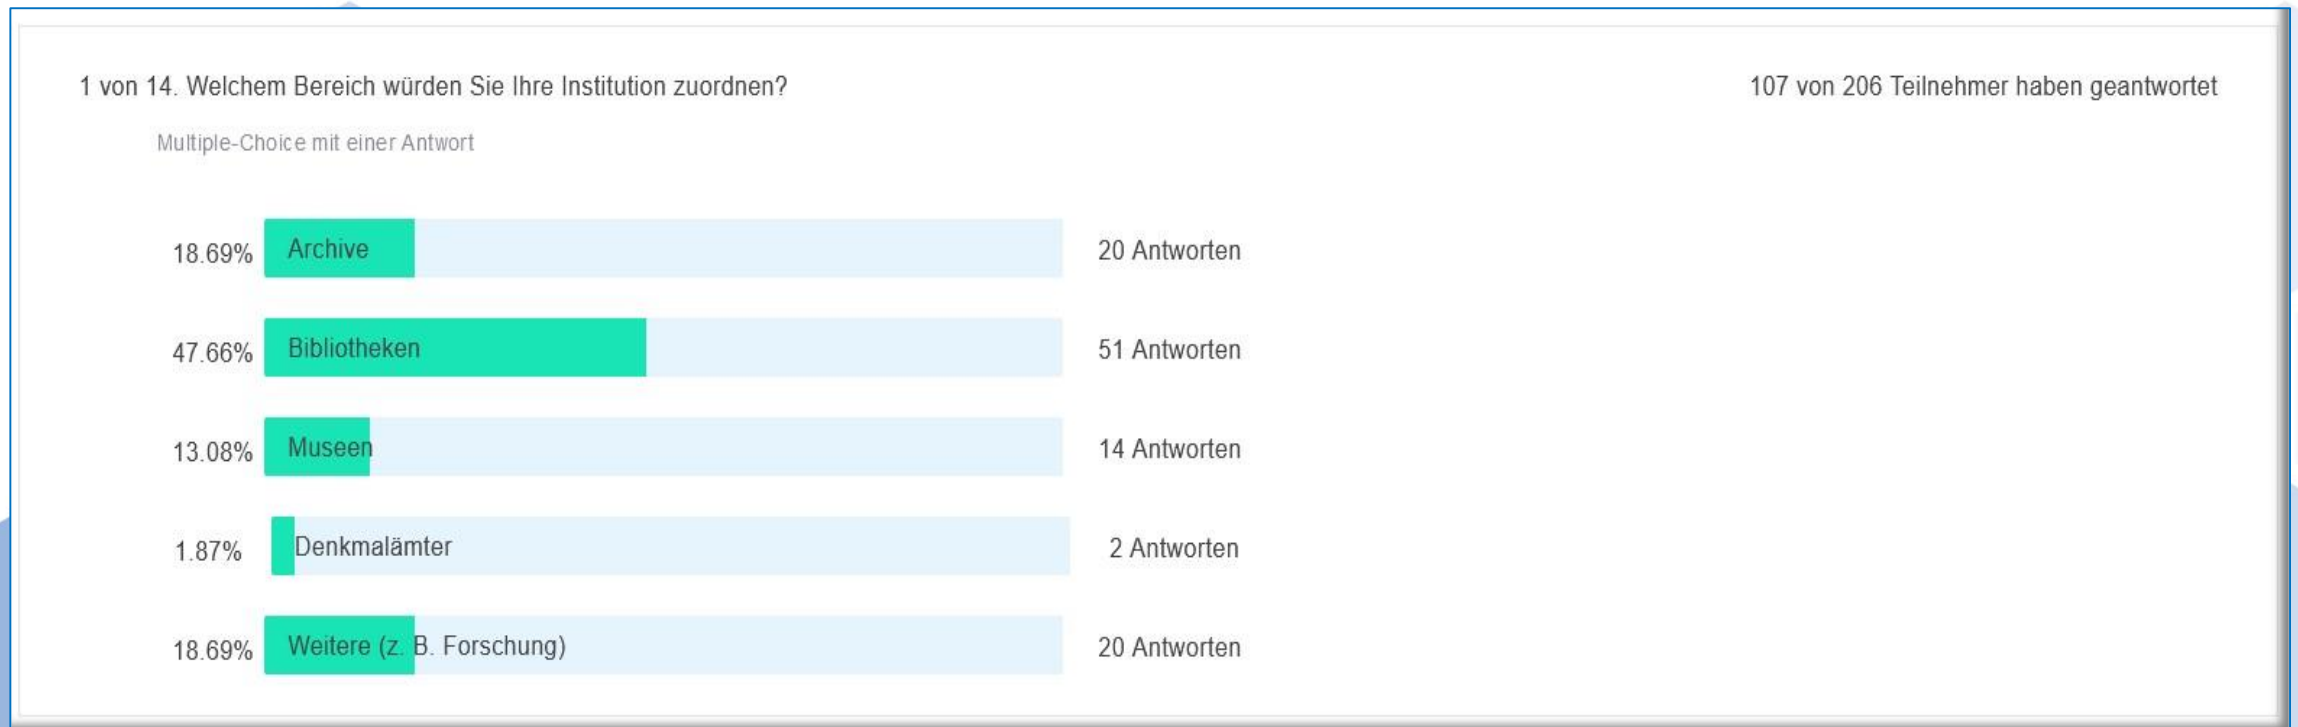 1 von 14. Welchem Bereich würden Sie Ihre Institution zuordnen?
107 von 206 Teilnehmer haben geantwortet
Multiple-Choice mit einer Antwort
18.69% Archive 20 Antworten
47.66% Bibliotheken 51 Antworten
13.08% Museen 14 Antworten
1.87% Denkmalämter 2 Antworten
18.69% Weitere (z. B. Forschung) 20 Antworten